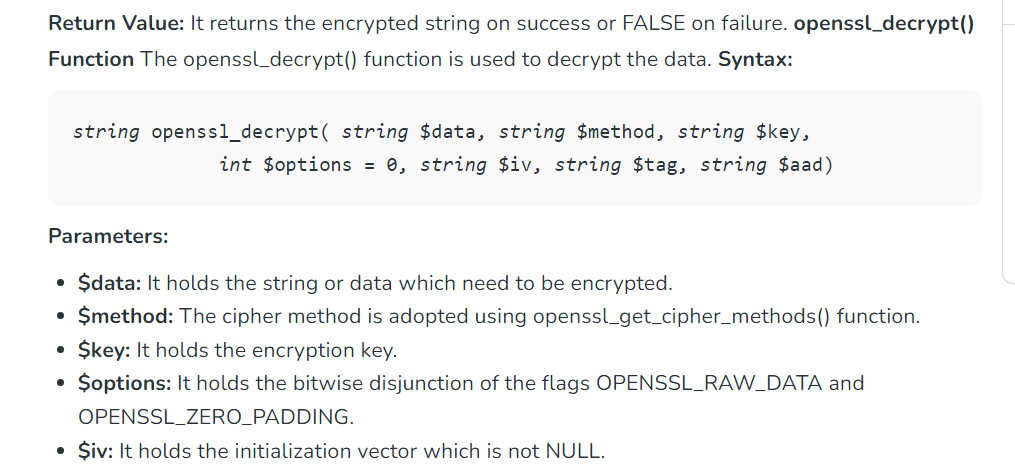 Return Value: It returns the encrypted string on success or FALSE on failure. openssl_decrypt()
Function The openssl_decrypt() function is used to decrypt the data. Syntax:
string openssl_decrypt( string $data, string $method, string $key,
int $options = 0, string $iv, string $tag, string $aad)
Parameters:
• $data: It holds the string or data which need to be encrypted.
• $method: The cipher method is adopted using openssl_get_cipher_methods() function.
• $key: It holds the encryption key.
• $options: It holds the bitwise disjunction of the flags OPENSSL_RAW_DATA and
OPENSSL_ZERO_PADDING.
• $iv: It holds the initialization vector which is not NULL.